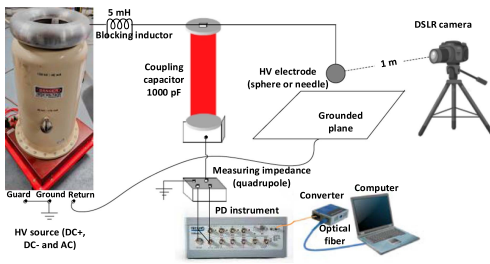 5 mH
Blocking inductor
Coupling
capacitor
1000 pF
DSLR camera
1 m
HV electrode
(sphere or needle)
Grounded
plane
Measuring impedance
(quadrupole)
Guard Ground Return
HV source (DC+,
DC- and AC)
PD instrument
Converter
Computer
Optical
fiber